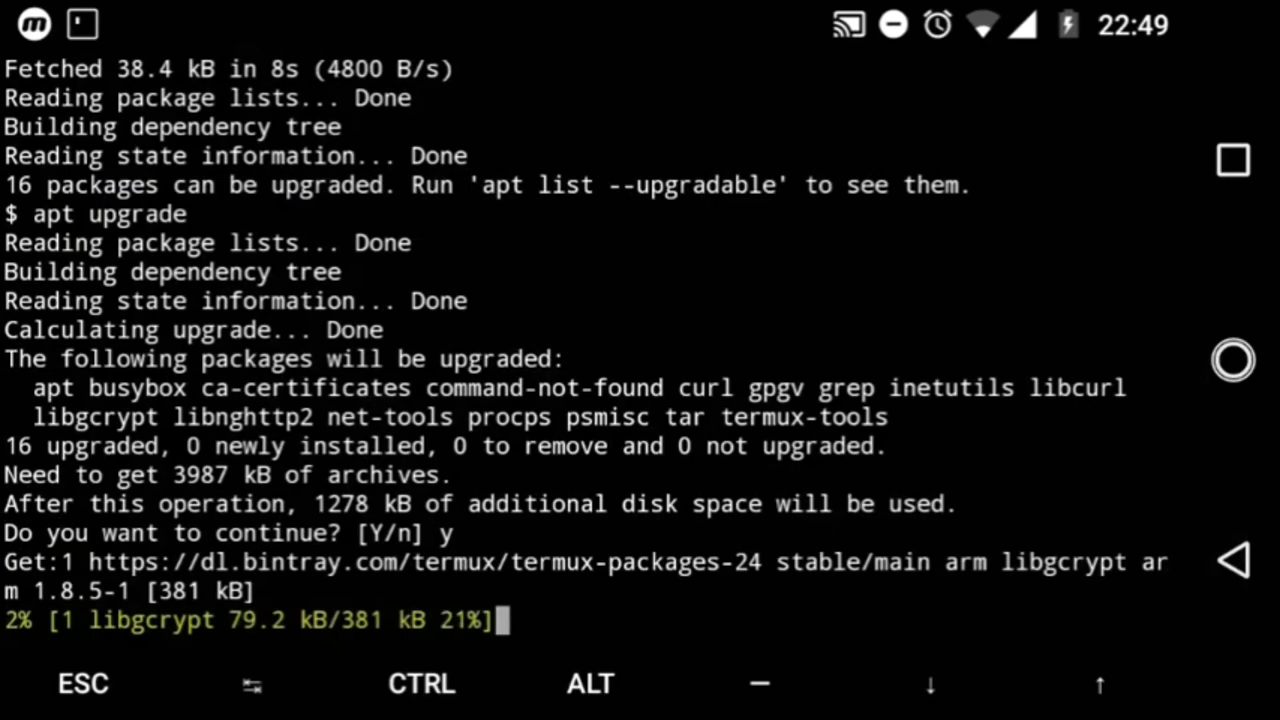 22:49
Fetched 38.4 kB in 8s (4800 B/s)
Reading package lists... Done
Building dependency tree
Reading state information... Done
16 packages can be upgraded. Run 'apt list --upgradable' to see them.
$ apt upgrade
Reading package lists... Done
Building dependency tree
Reading state information... Done
Calculating upgrade... Done
The following packages will be upgraded:
  apt busybox ca-certificates command-not-found curl gpgv grep inetutils libcurl
  libgcrypt libnghttp2 net-tools procps psmisc tar termux-tools
16 upgraded, 0 newly installed, 0 to remove and 0 not upgraded.
Need to get 3987 kB of archives.
After this operation, 1278 kB of additional disk space will be used.
Do you want to continue? [Y/n] y
Get:1 https://dl.bintray.com/termux/termux-packages-24 stable/main arm libgcrypt ar
m 1.8.5-1 [381 kB]
2% [1 libgcrypt 79.2 kB/381 kB 21%]
ESC ⇆ CTRL ALT — ↓ ↑